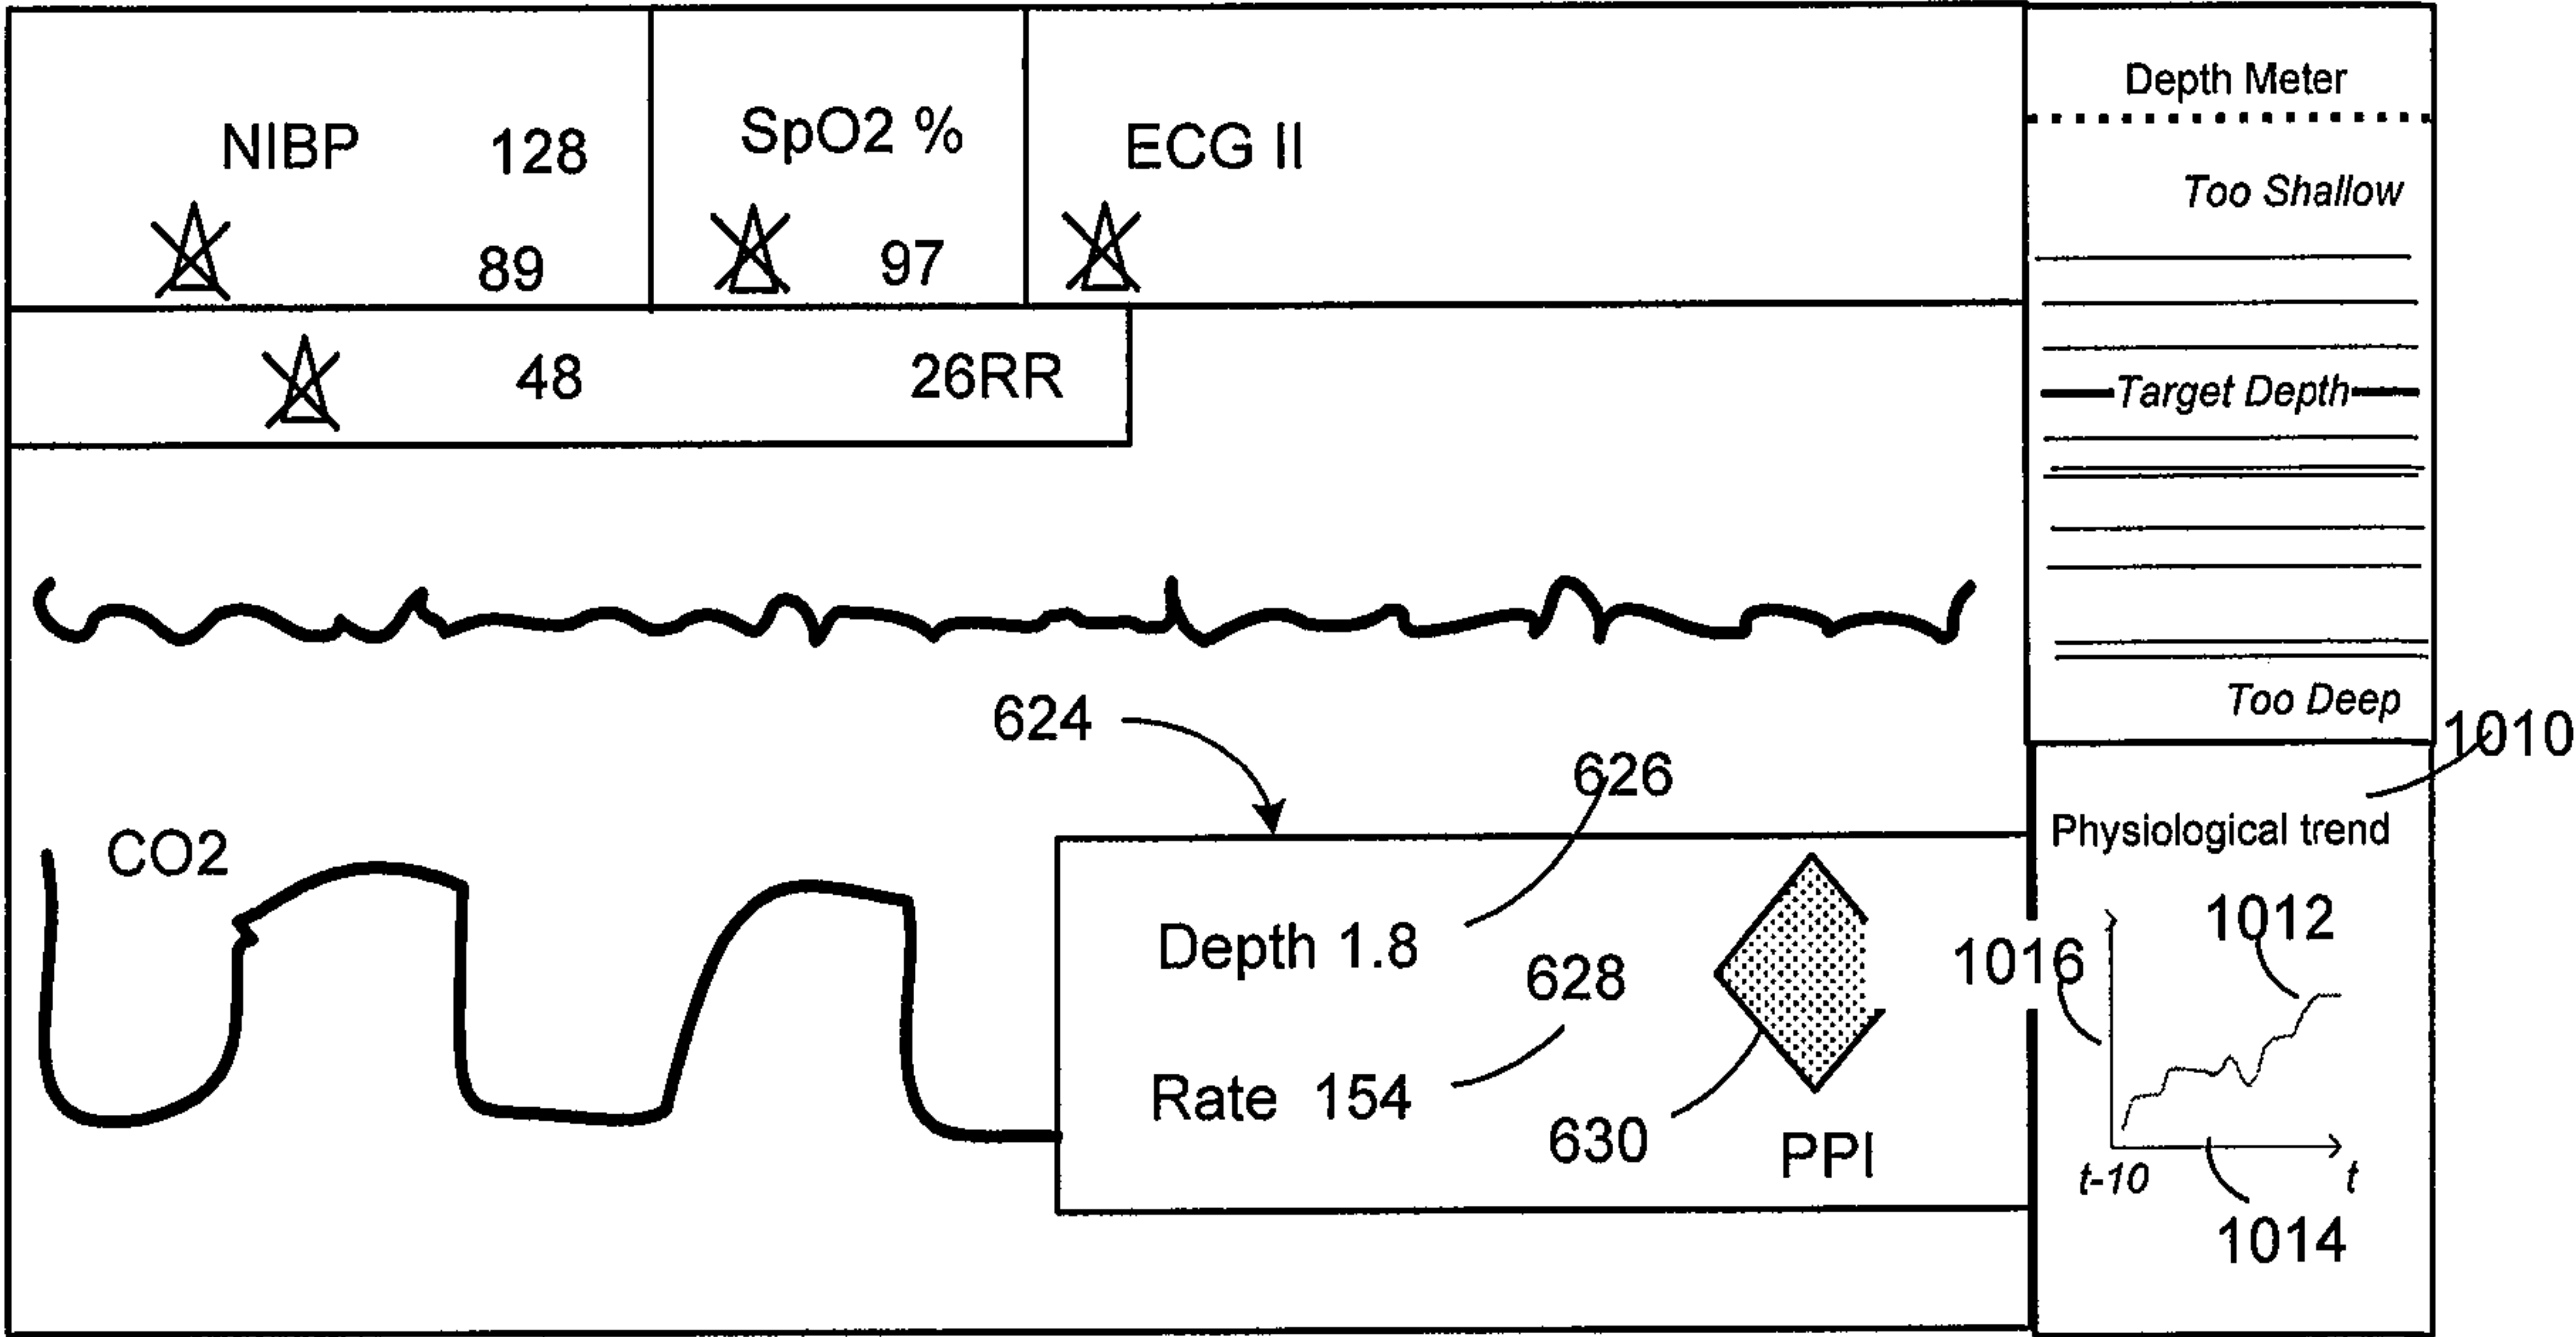 NIBP 128
89
SpO2 %
97
ECG II
48 26RR
Depth Meter
Too Shallow
Target Depth
Too Deep
1010
624
626
CO2
Depth 1.8
628
Rate 154
630
PPI
Physiological trend
1012
1016
t-10 t
1014